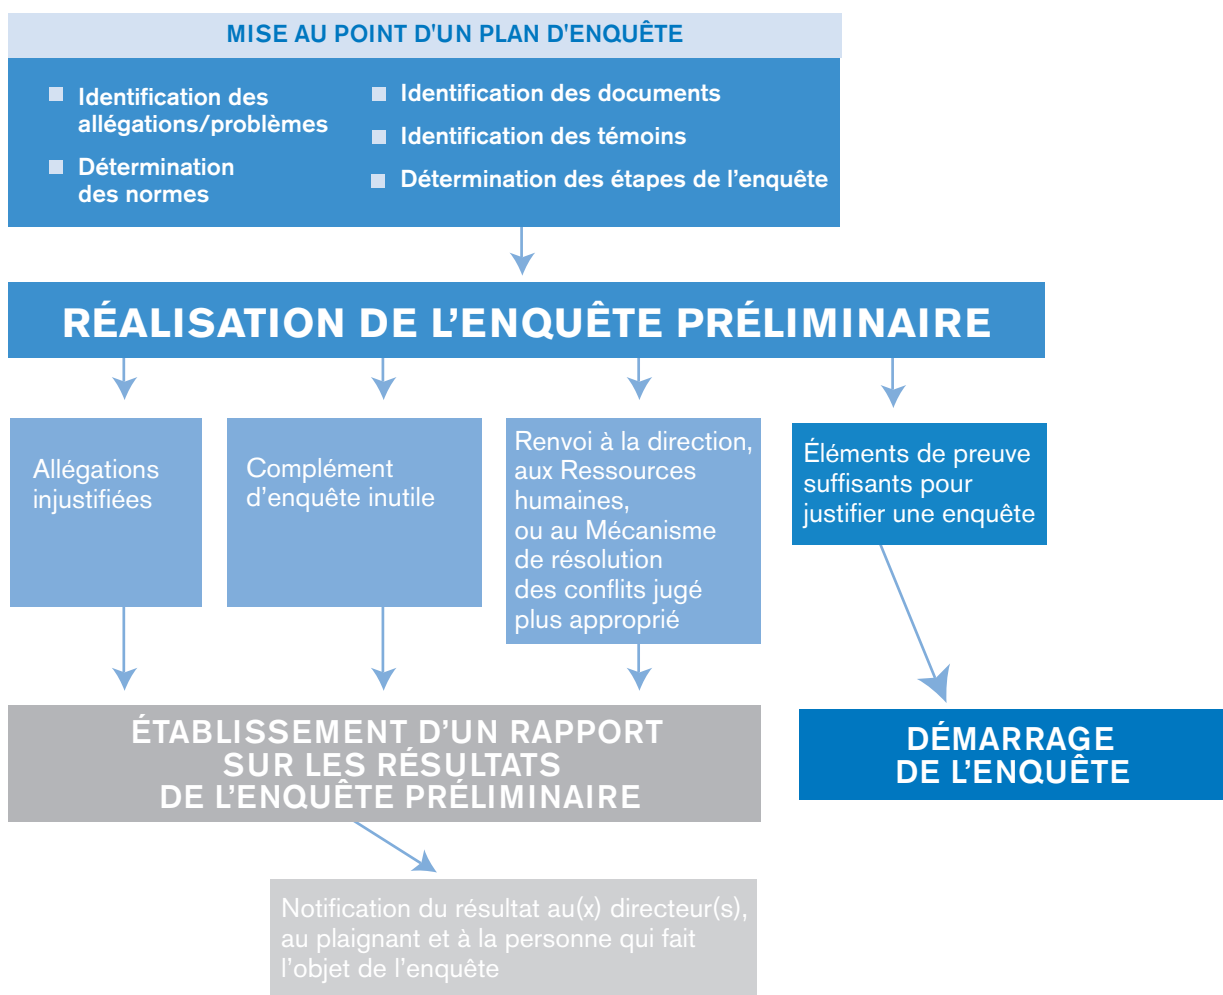 MISE AU POINT D'UN PLAN D'ENQUÊTE
Identification des
allégations/problèmes
Détermination
des normes
Identification des documents
Identification des témoins
Détermination des étapes de l’enquête
RÉALISATION DE L’ENQUÊTE PRÉLIMINAIRE
Allégations
injustifiées
Complément
d’enquête inutile
Renvoi à la direction,
aux Ressources
humaines,
ou au Mécanisme
de résolution
des conflits jugé
plus approprié
Éléments de preuve
suffisants pour
justifier une enquête
ÉTABLISSEMENT D’UN RAPPORT
SUR LES RÉSULTATS
DE L’ENQUÊTE PRÉLIMINAIRE
DÉMARRAGE
DE L’ENQUÊTE
Notification du résultat au(x) directeur(s),
au plaignant et à la personne qui fait
l’objet de l’enquête